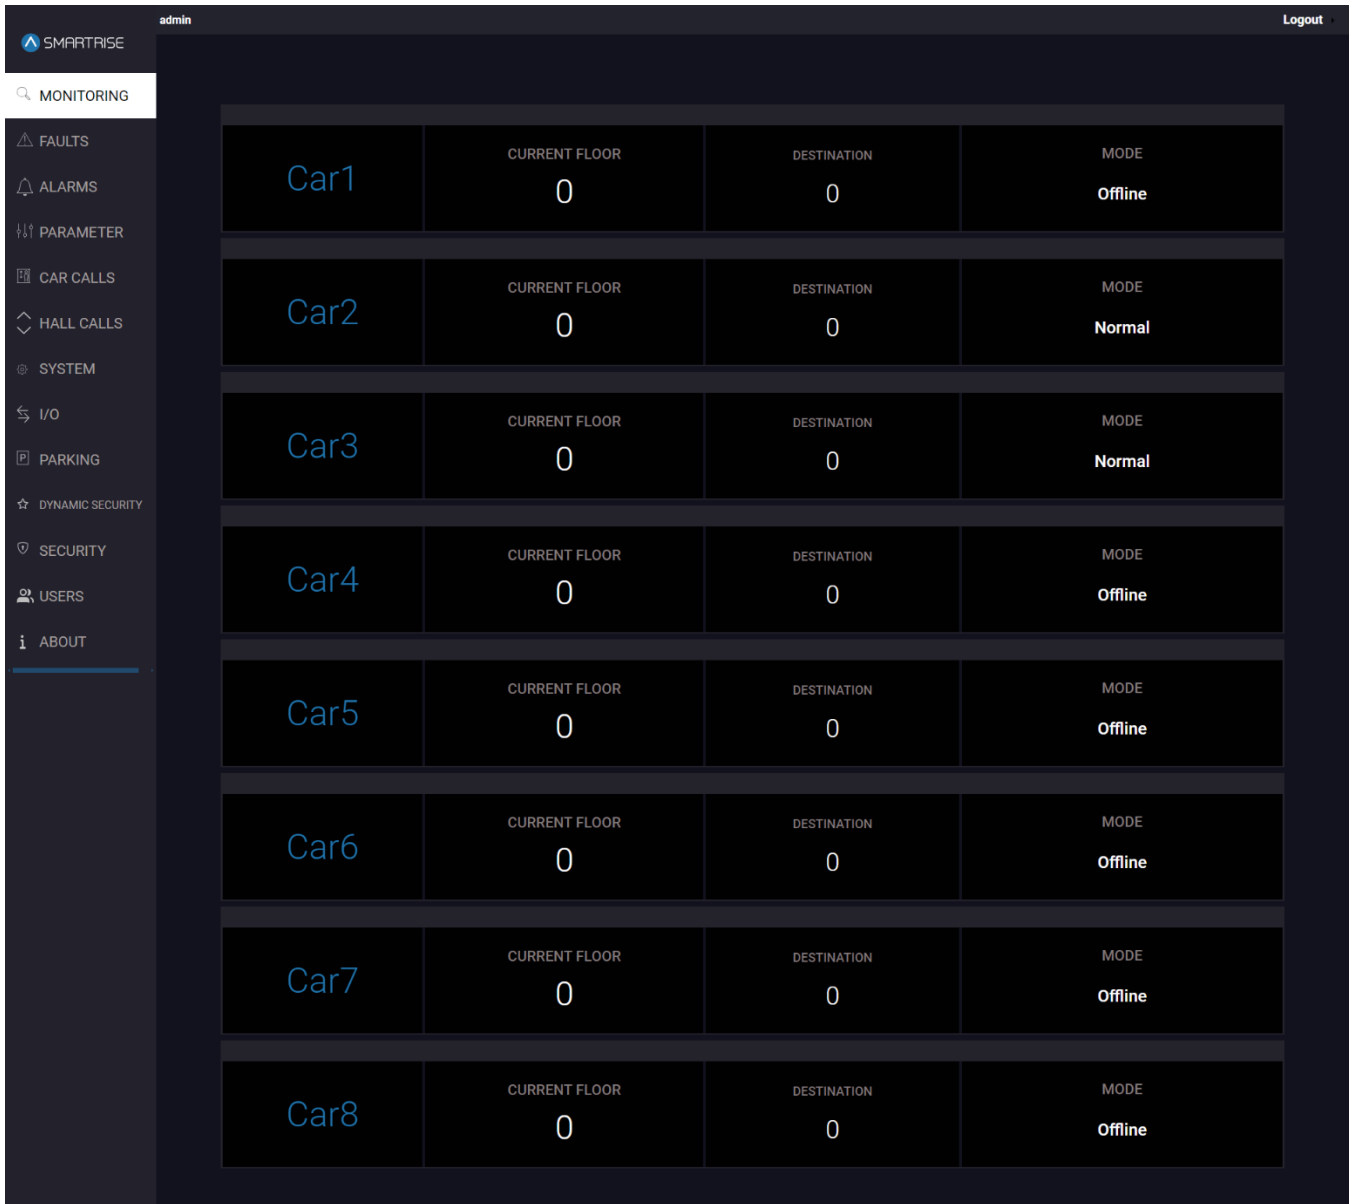 admin
Logout
SMARTRISE
MONITORING
FAULTS
ALARMS
PARAMETER
CAR CALLS
HALL CALLS
SYSTEM
I/O
P PARKING
DYNAMIC SECURITY
SECURITY
USERS
i ABOUT
Car1
CURRENT FLOOR
0
DESTINATION
0
MODE
Offline
Car2
CURRENT FLOOR
0
DESTINATION
0
MODE
Normal
Car3
CURRENT FLOOR
0
DESTINATION
0
MODE
Normal
Car4
CURRENT FLOOR
0
DESTINATION
0
MODE
Offline
Car5
CURRENT FLOOR
0
DESTINATION
0
MODE
Offline
Car6
CURRENT FLOOR
0
DESTINATION
0
MODE
Offline
Car7
CURRENT FLOOR
0
DESTINATION
0
MODE
Offline
Car8
CURRENT FLOOR
0
DESTINATION
0
MODE
Offline